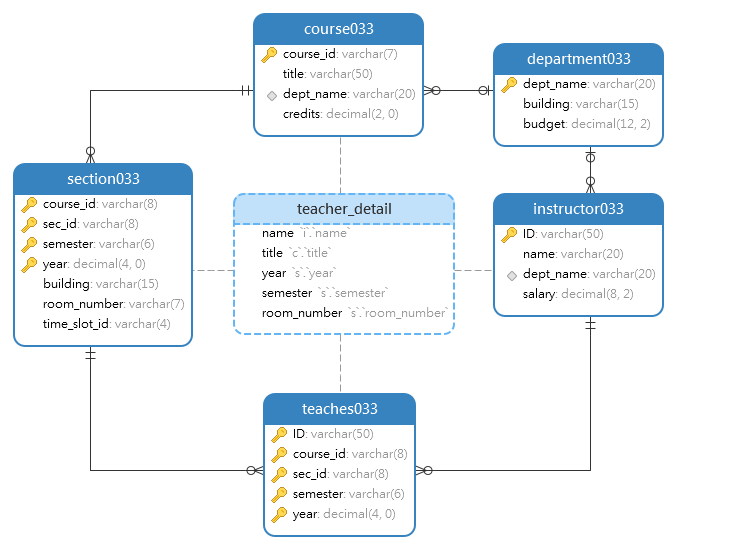 course033
course_id: varchar(7)
title: varchar(50)
dept_name: varchar(20)
credits: decimal(2, 0)
department033
dept_name: varchar(20)
building: varchar(15)
budget: decimal(12, 2)
section033
course_id: varchar(8)
sec_id: varchar(8)
semester: varchar(6)
year: decimal(4, 0)
building: varchar(15)
room_number: varchar(7)
time_slot_id: varchar(4)
teacher_detail
name `i`.`name`
title `c`.`title`
year `s`.`year`
semester `s`.`semester`
room_number `s`.`room_number`
instructor033
ID: varchar(50)
name: varchar(20)
dept_name: varchar(20)
salary: decimal(8, 2)
teaches033
ID: varchar(50)
course_id: varchar(8)
sec_id: varchar(8)
semester: varchar(6)
year: decimal(4, 0)